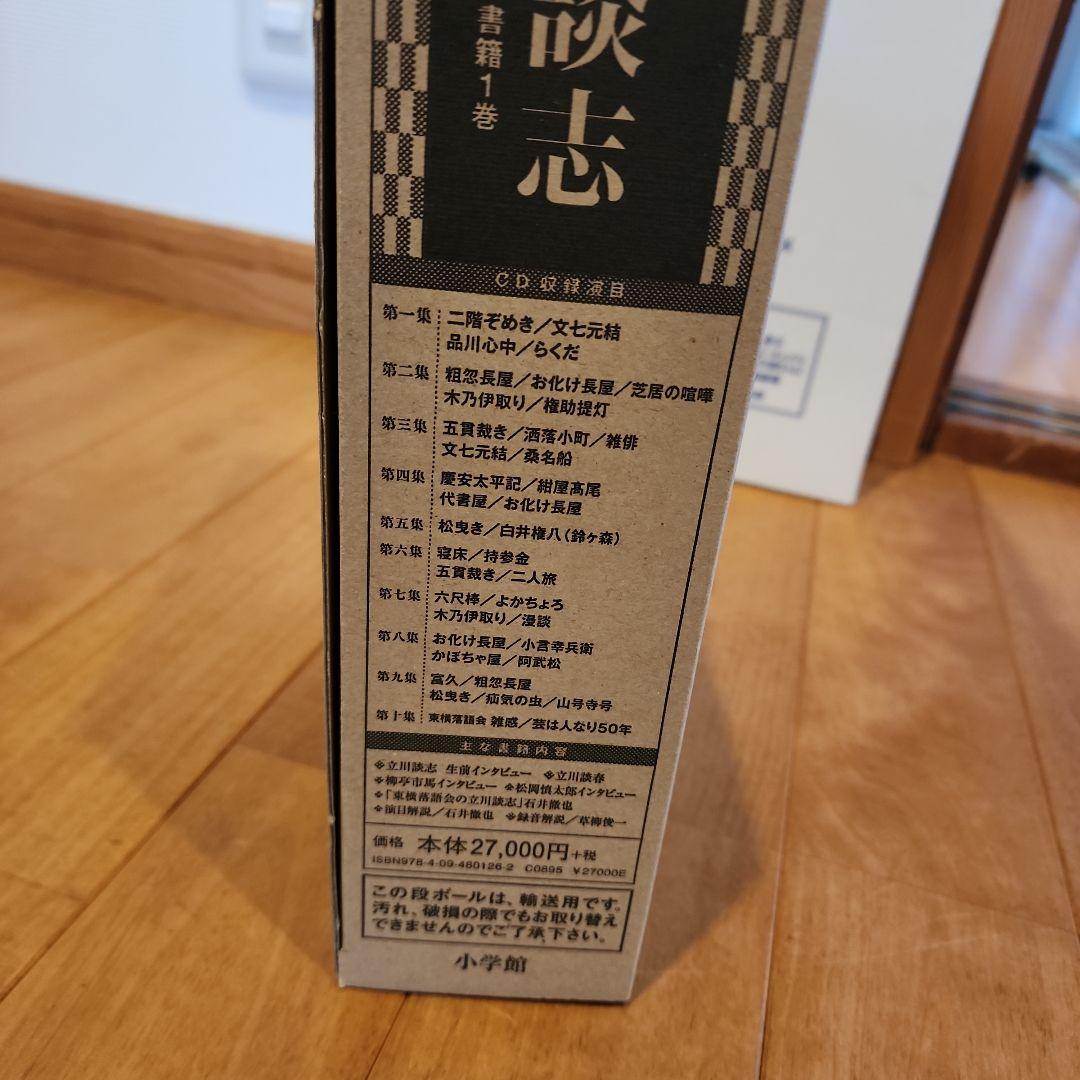 談志
書籍1巻
CD収録演目
第一集 二階ぞめき／文七元結
品川心中／らくだ
第二集 粗忽長屋／お化け長屋／芝居の喧嘩
木乃伊取り／権助提灯
第三集 五貫裁き／洒落小町／雑俳
文七元結／桑名船
第四集 慶安太平記／紺屋髙尾
代書屋／お化け長屋
第五集 松曳き／白井権八（鈴ヶ森）
第六集 寝床／持参金
五貫裁き／二人旅
第七集 六尺棒／よかちょろ
木乃伊取り／漫談
第八集 お化け長屋／小言幸兵衛
かぼちゃ屋／阿武松
第九集 富久／粗忽長屋
松曳き／疝気の虫／山号寺号
第十集 東横落語会 雑感／芸は人なり50年
主な書籍内容
❖立川談志 生前インタビュー ❖立川談春
❖柳亭市馬インタビュー ❖松岡慎太郎インタビュー
❖「東横落語会の立川談志」石井徹也
❖演目解説／石井徹也 ❖録音解説／草柳俊一
価格 本体27,000円+税
ISBN978-4-09-480126-2 C0895 ¥27000E
この段ボールは、輸送用です。
汚れ、破損の際でもお取り替え
できませんのでご了承下さい。
小学館